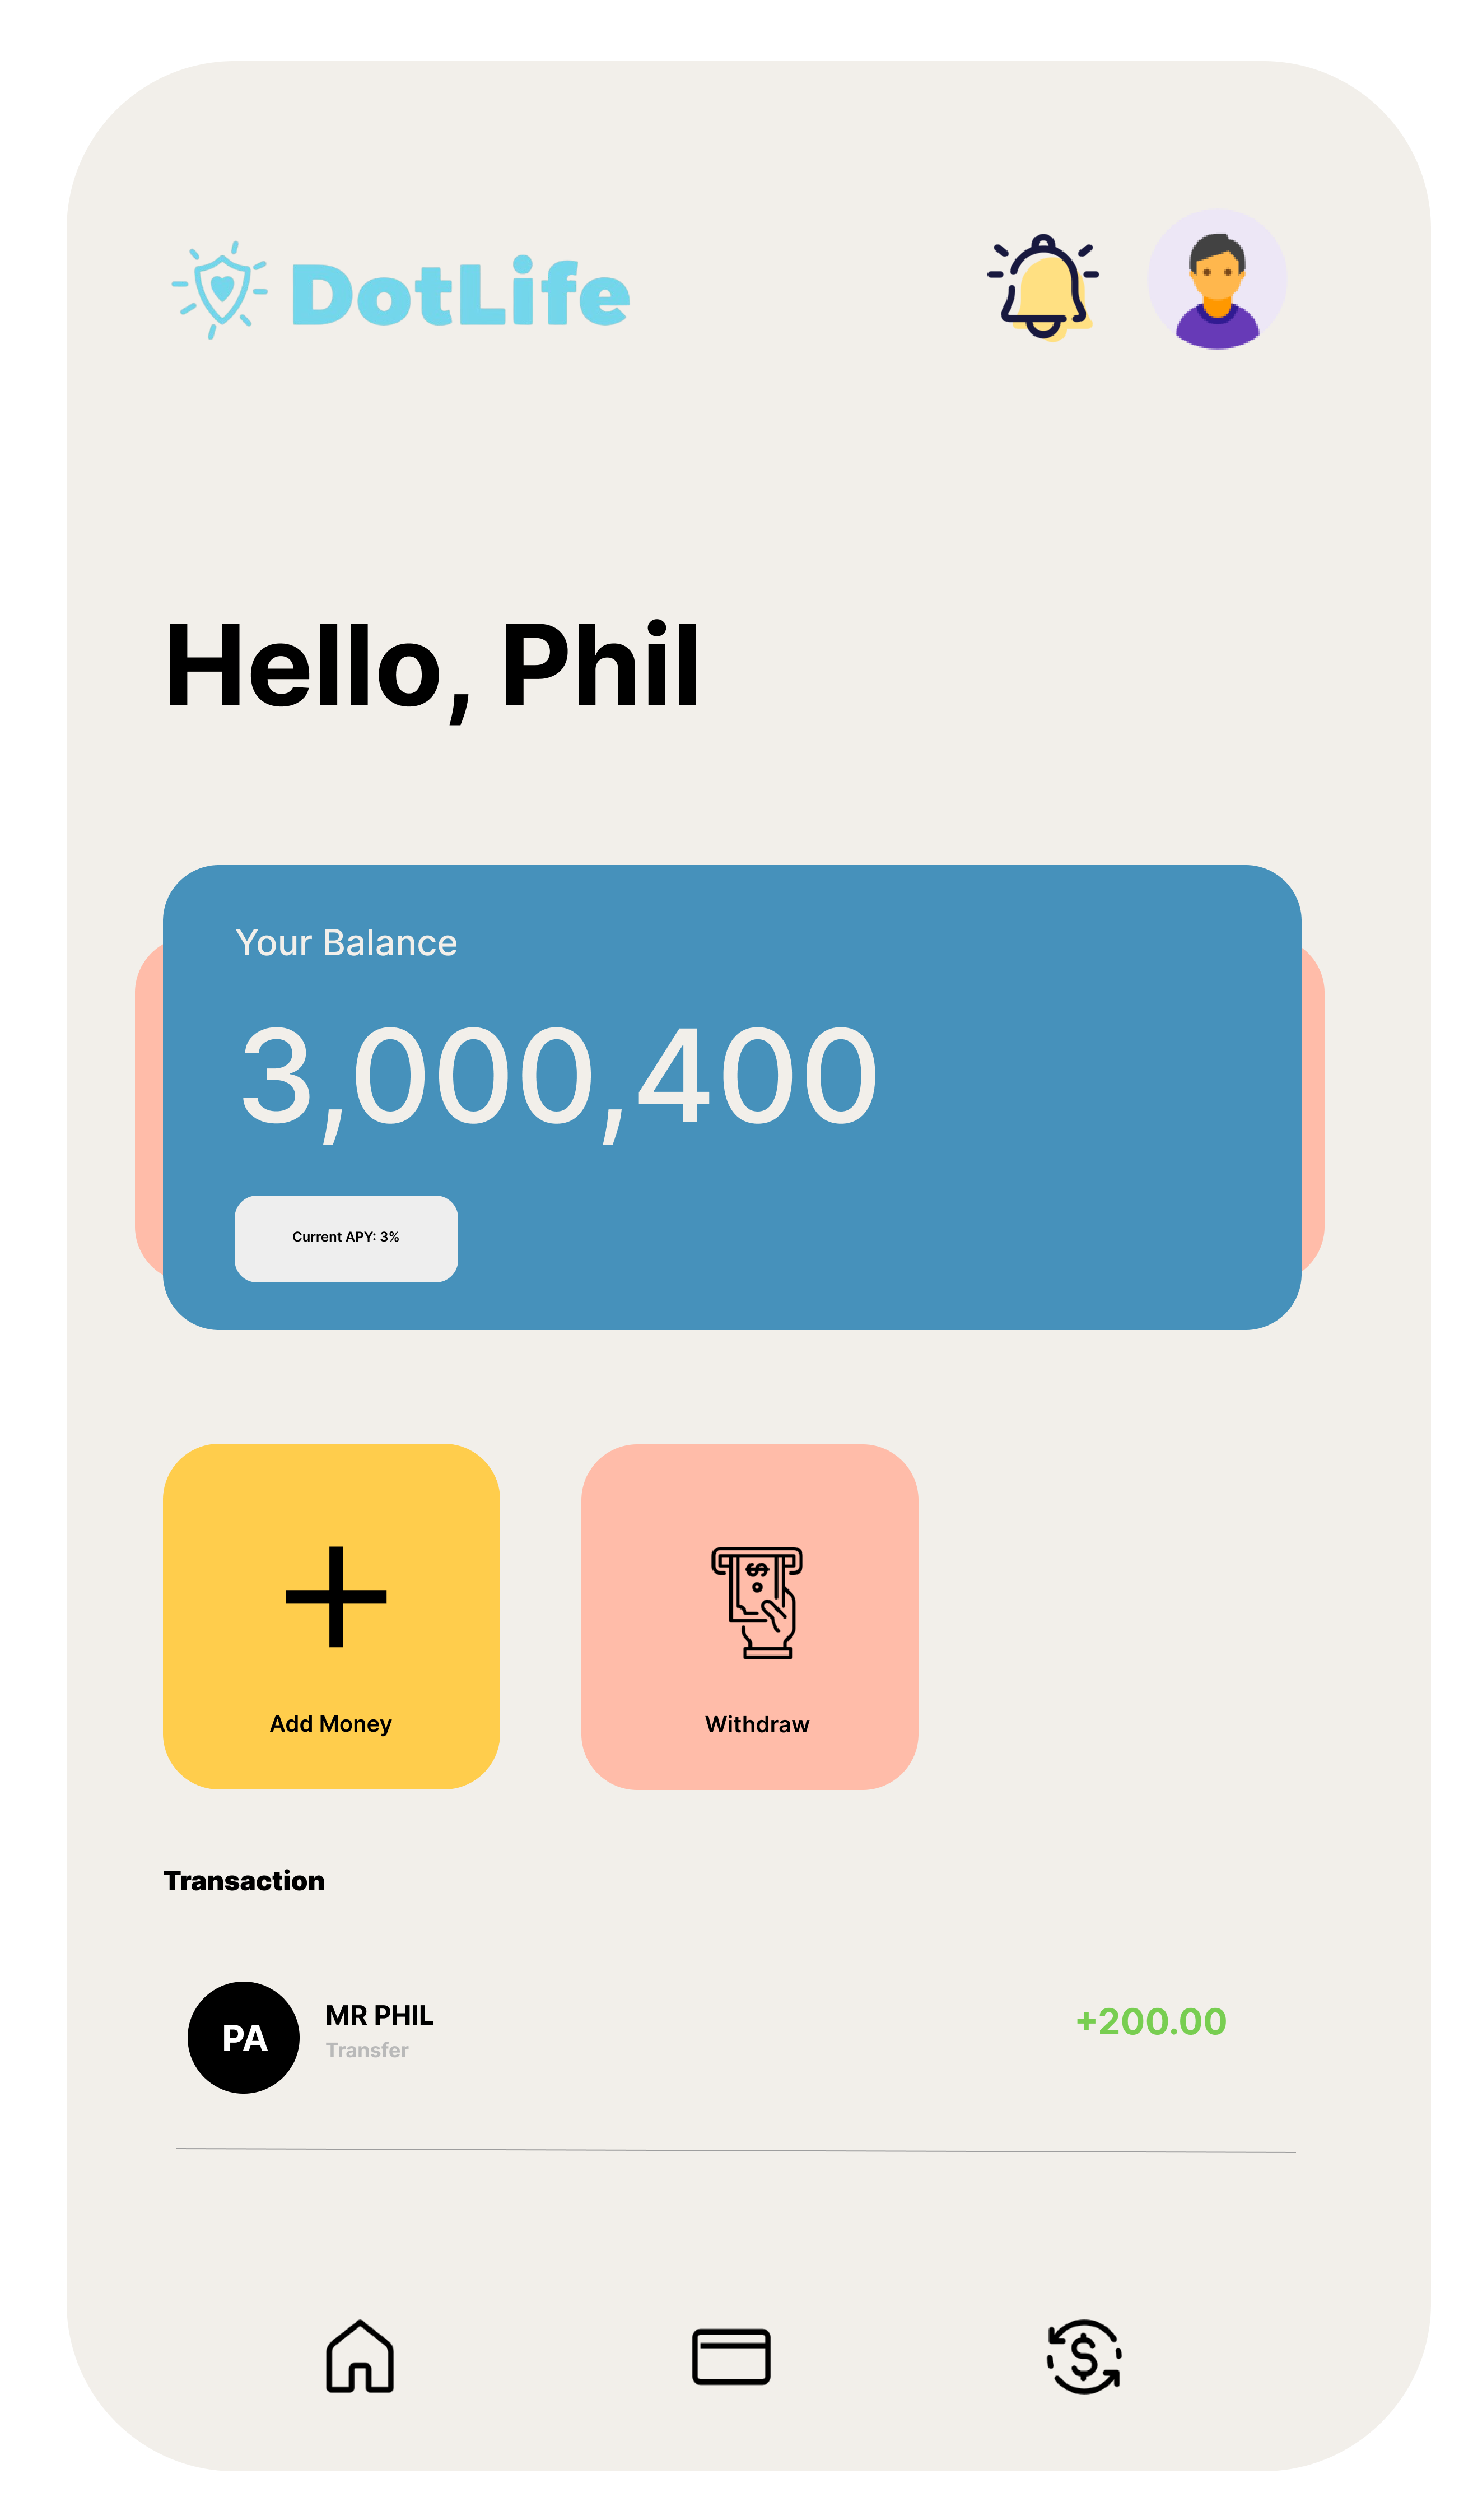 DotLife
Hello, Phil
Your Balance
3,000,400
Current APY: 3%
Add Money
Withdraw
Transaction
PA
MR PHIL
Transfer
+200.00